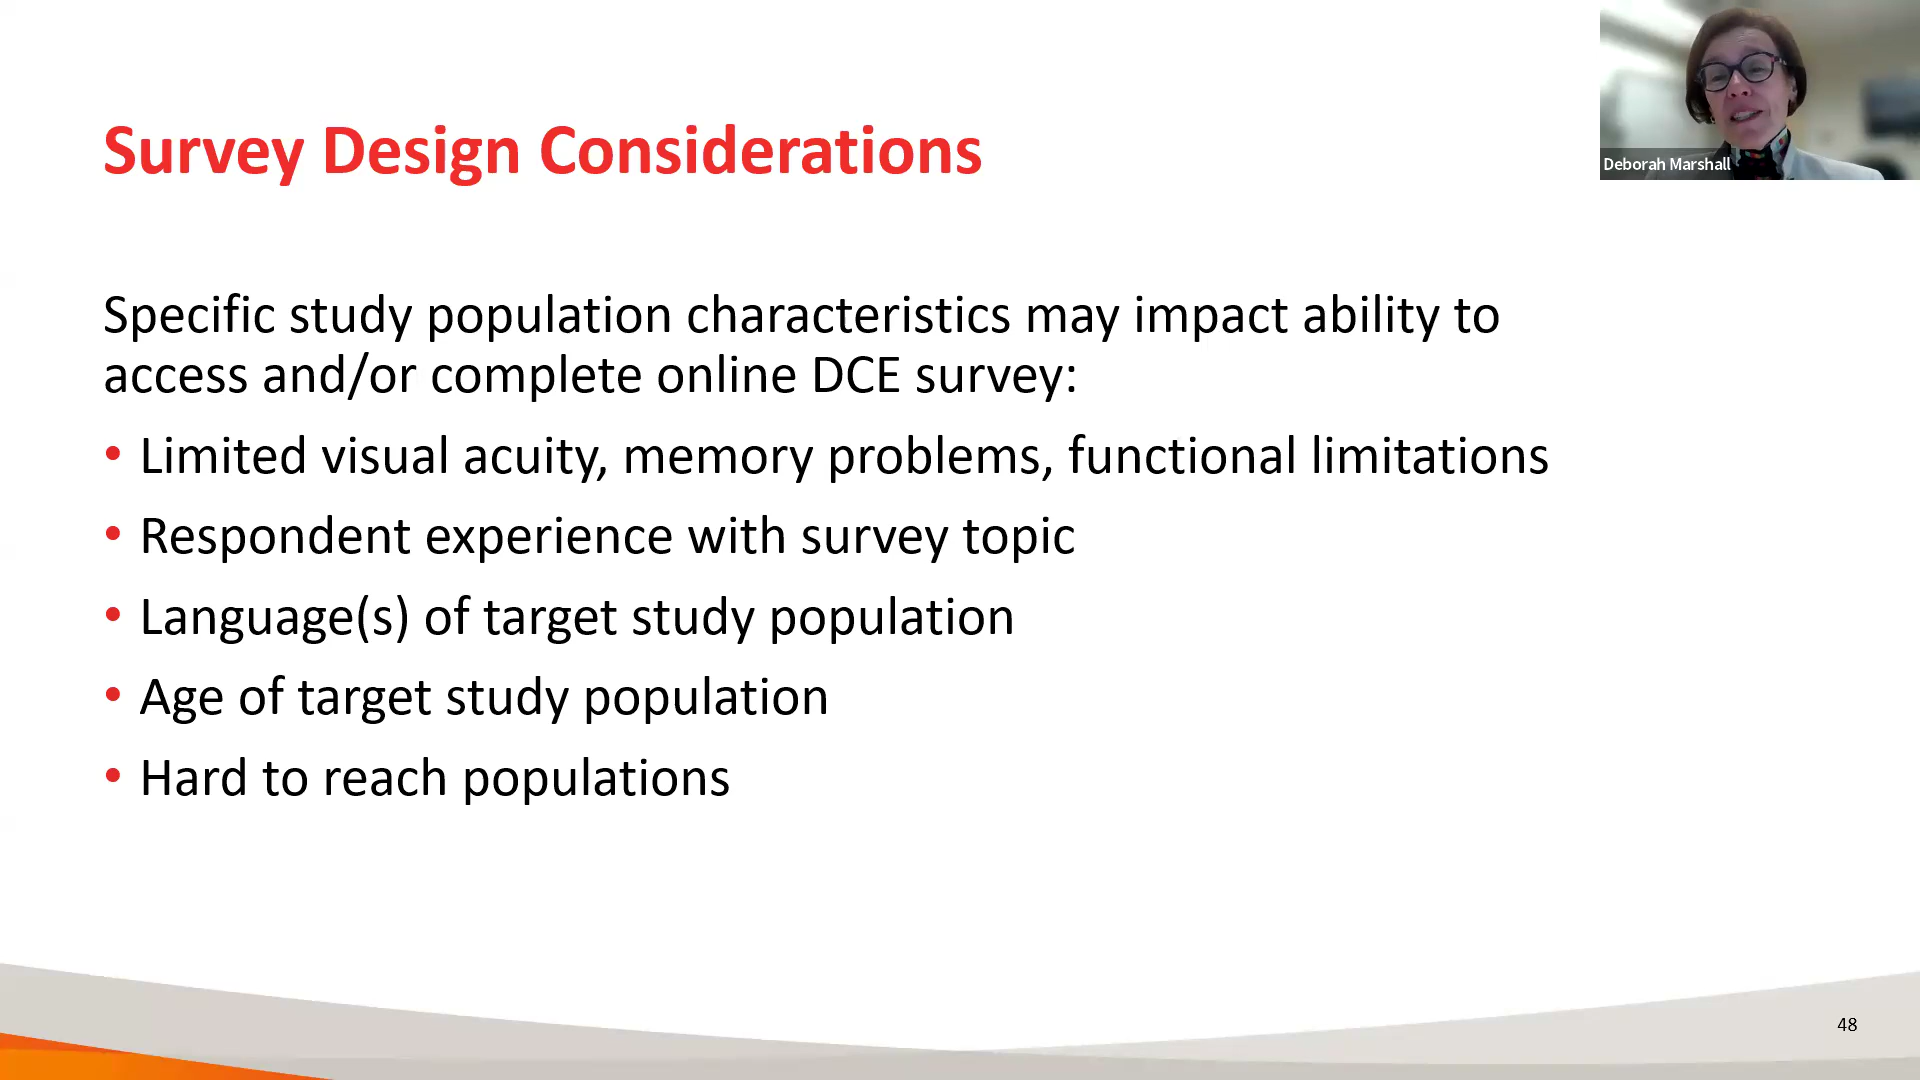 Deborah Marshall
Survey Design Considerations
Specific study population characteristics may impact ability to
access and/or complete online DCE survey:
• Limited visual acuity, memory problems, functional limitations
• Respondent experience with survey topic
• Language(s) of target study population
• Age of target study population
• Hard to reach populations
48